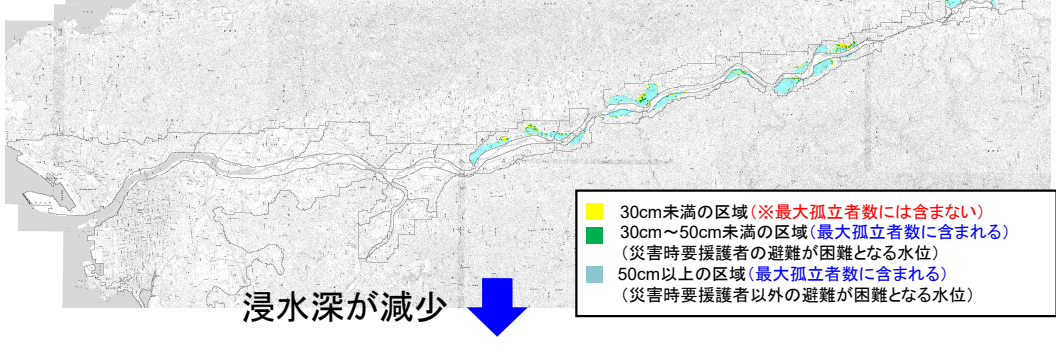 30cm未満の区域(※最大孤立者数には含まない)
30cm～50cm未満の区域(最大孤立者数に含まれる)
(災害時要援護者の避難が困難となる水位)
50cm以上の区域(最大孤立者数に含まれる)
(災害時要援護者以外の避難が困難となる水位)
浸水深が減少